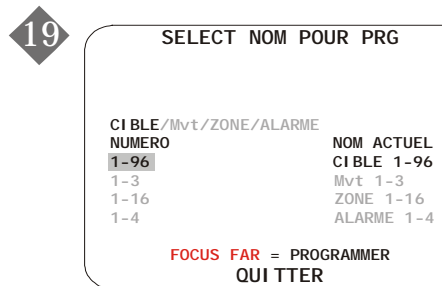 19
SELECT NOM POUR PRG
CIBLE/Mvt/ZONE/ALARME
NUMERO NOM ACTUEL
1-96 CIBLE 1-96
1-3 Mvt 1-3
1-16 ZONE 1-16
1-4 ALARME 1-4
FOCUS FAR = PROGRAMMER
QUITTER